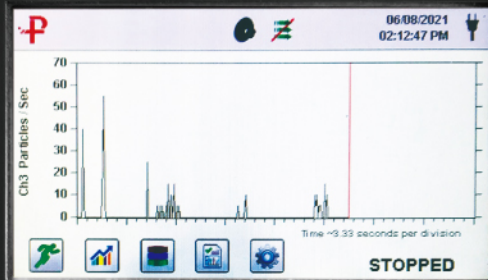 06/08/2021
02:12:47 PM
70
60
50
40
30
20
10
0
Ch3 Particles/Sec
Time ~3.33 seconds per division
STOPPED